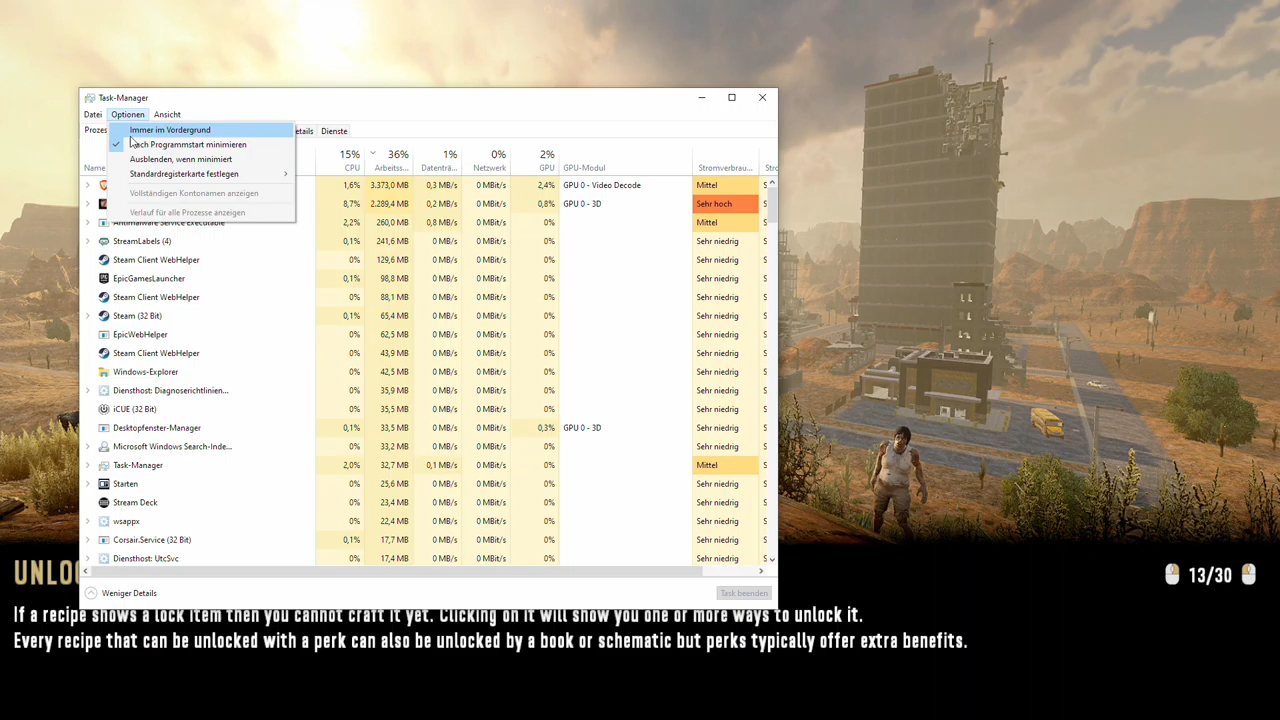 Task-Manager
Datei Optionen Ansicht
Immer im Vordergrund
Programmstart minimieren
Ausblenden, wenn minimiert
Standardregisterkarte festlegen
Vollständigen Kontonamen anzeigen
Verlauf für alle Prozesse anzeigen
Dienste
15% 36% 1% 0% 2%
Name CPU Arbeitss... Datenträ... Netzwerk GPU GPU-Modul Stromverbrau...
1,6% 3.373,0 MB 0,3 MB/s 0 MBit/s 2,4% GPU 0 - Video Decode Mittel
8,7% 2.289,4 MB 0,2 MB/s 0 MBit/s 0,8% GPU 0 - 3D Sehr hoch
Antimalware Service Executable 2,2% 260,0 MB 0,8 MB/s 0 MBit/s 0% Mittel
StreamLabels (4) 0,1% 241,6 MB 0 MB/s 0 MBit/s 0% Sehr niedrig
Steam Client WebHelper 0% 129,6 MB 0 MB/s 0 MBit/s 0% Sehr niedrig
EpicGamesLauncher 0,1% 98,8 MB 0 MB/s 0 MBit/s 0% Sehr niedrig
Steam Client WebHelper 0% 88,1 MB 0 MB/s 0 MBit/s 0% Sehr niedrig
Steam (32 Bit) 0,1% 65,4 MB 0 MB/s 0 MBit/s 0% Sehr niedrig
EpicWebHelper 0% 62,5 MB 0 MB/s 0 MBit/s 0% Sehr niedrig
Steam Client WebHelper 0% 43,9 MB 0 MB/s 0 MBit/s 0% Sehr niedrig
Windows-Explorer 0% 42,5 MB 0 MB/s 0 MBit/s 0% Sehr niedrig
Diensthost: Diagnoserichtlinien... 0% 35,9 MB 0 MB/s 0 MBit/s 0% Sehr niedrig
iCUE (32 Bit) 0% 35,5 MB 0 MB/s 0 MBit/s 0% Sehr niedrig
Desktopfenster-Manager 0,1% 33,5 MB 0 MB/s 0 MBit/s 0,3% GPU 0 - 3D Sehr niedrig
Microsoft Windows Search-Inde... 0% 33,2 MB 0 MB/s 0 MBit/s 0% Sehr niedrig
Task-Manager 2,0% 32,7 MB 0,1 MB/s 0 MBit/s 0% Mittel
Starten 0% 25,6 MB 0 MB/s 0 MBit/s 0% Sehr niedrig
Stream Deck 0% 23,4 MB 0 MB/s 0 MBit/s 0% Sehr niedrig
wsappx 0% 22,4 MB 0 MB/s 0 MBit/s 0% Sehr niedrig
Corsair.Service (32 Bit) 0,1% 17,7 MB 0 MB/s 0 MBit/s 0% Sehr niedrig
Diensthost: UtcSvc 0% 17,4 MB 0 MB/s 0 MBit/s 0% Sehr niedrig
Weniger Details Task beenden
13/30
If a recipe shows a lock item then you cannot craft it yet. Clicking on it will show you one or more ways to unlock it.
Every recipe that can be unlocked with a perk can also be unlocked by a book or schematic but perks typically offer extra benefits.